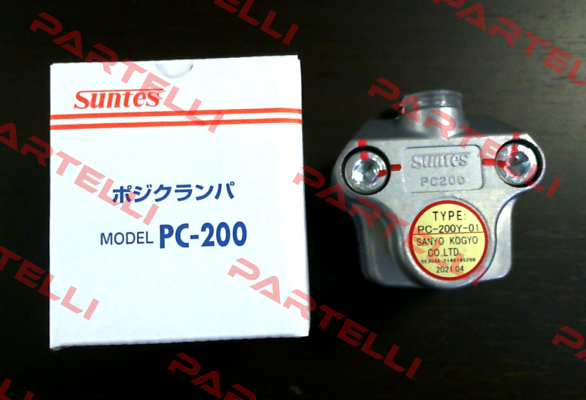 suntes
ポジクランパ
MODEL PC-200
suntes
PC200
TYPE:
PC-200Y-01
SANYO KOGYO
CO.LTD.
2021.04
PARTELLI
PARTELLI
PARTELLI
PARTELLI
PARTELLI
PARTELLI